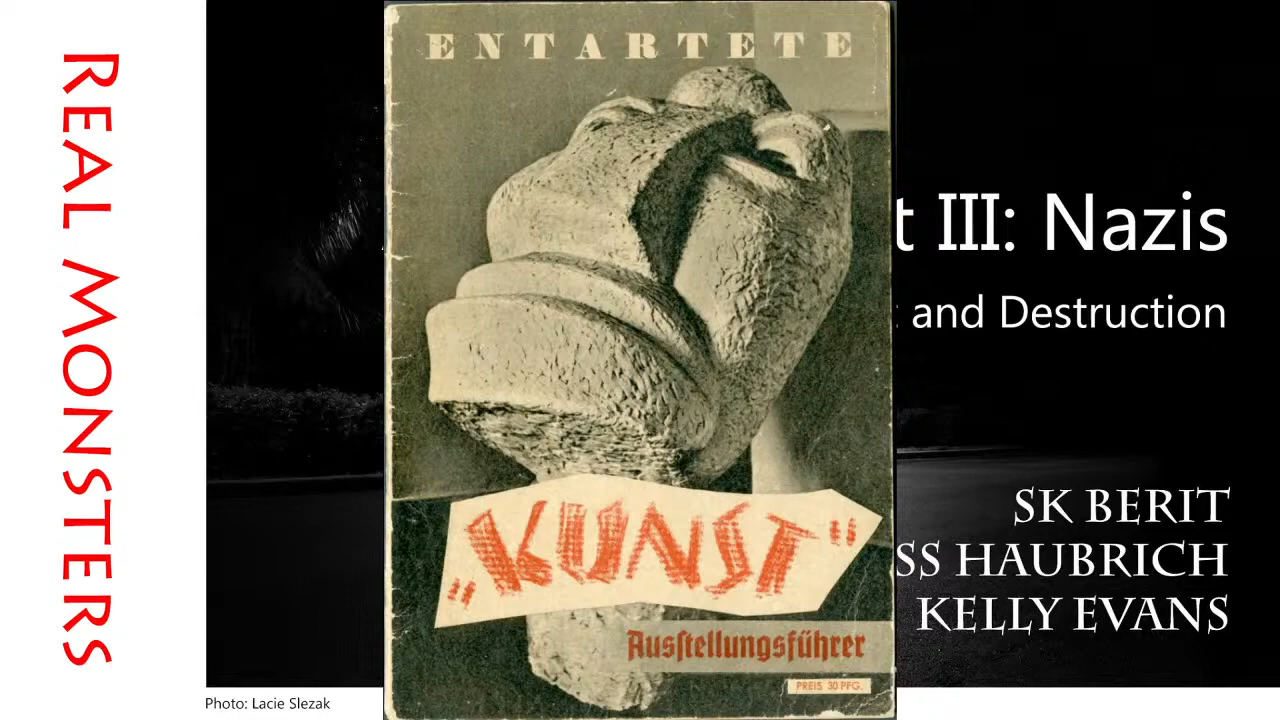 REAL MONSTERS
ENTARTETE
„KUNST"
Ausstellungsführer
PREIS 30 PFG.
t III: Nazis
and Destruction
SK BERIT
SS HAUBRICH
KELLY EVANS
Photo: Lacie Slezak